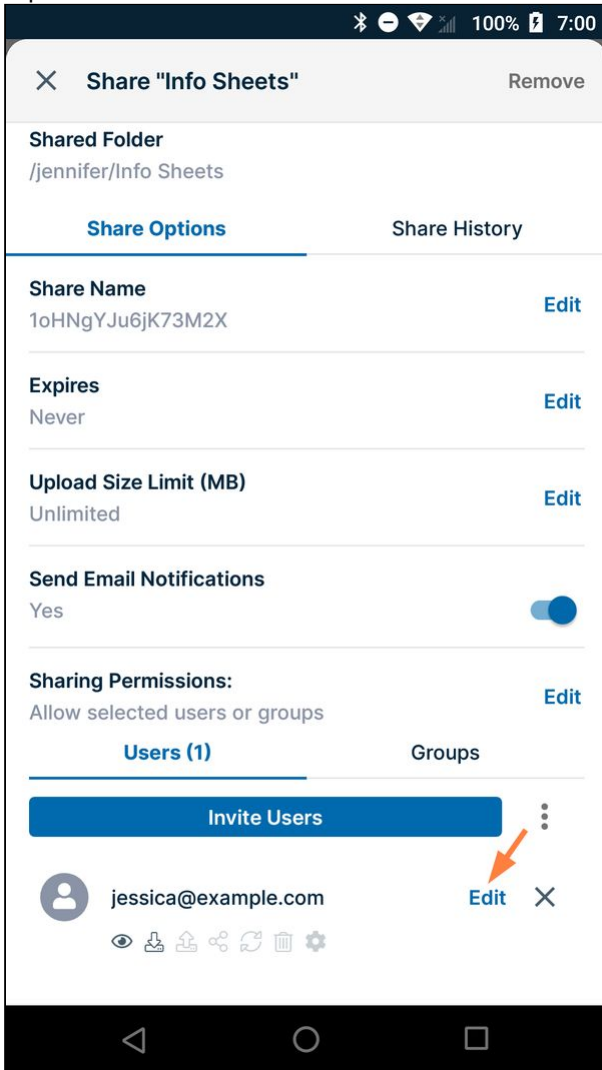 100% 7:00
Share "Info Sheets" Remove
Shared Folder
/jennifer/Info Sheets
Share Options Share History
Share Name
1oHNgYJu6jK73M2X Edit
Expires
Never Edit
Upload Size Limit (MB)
Unlimited Edit
Send Email Notifications
Yes
Sharing Permissions:
Allow selected users or groups Edit
Users (1) Groups
Invite Users
jessica@example.com Edit